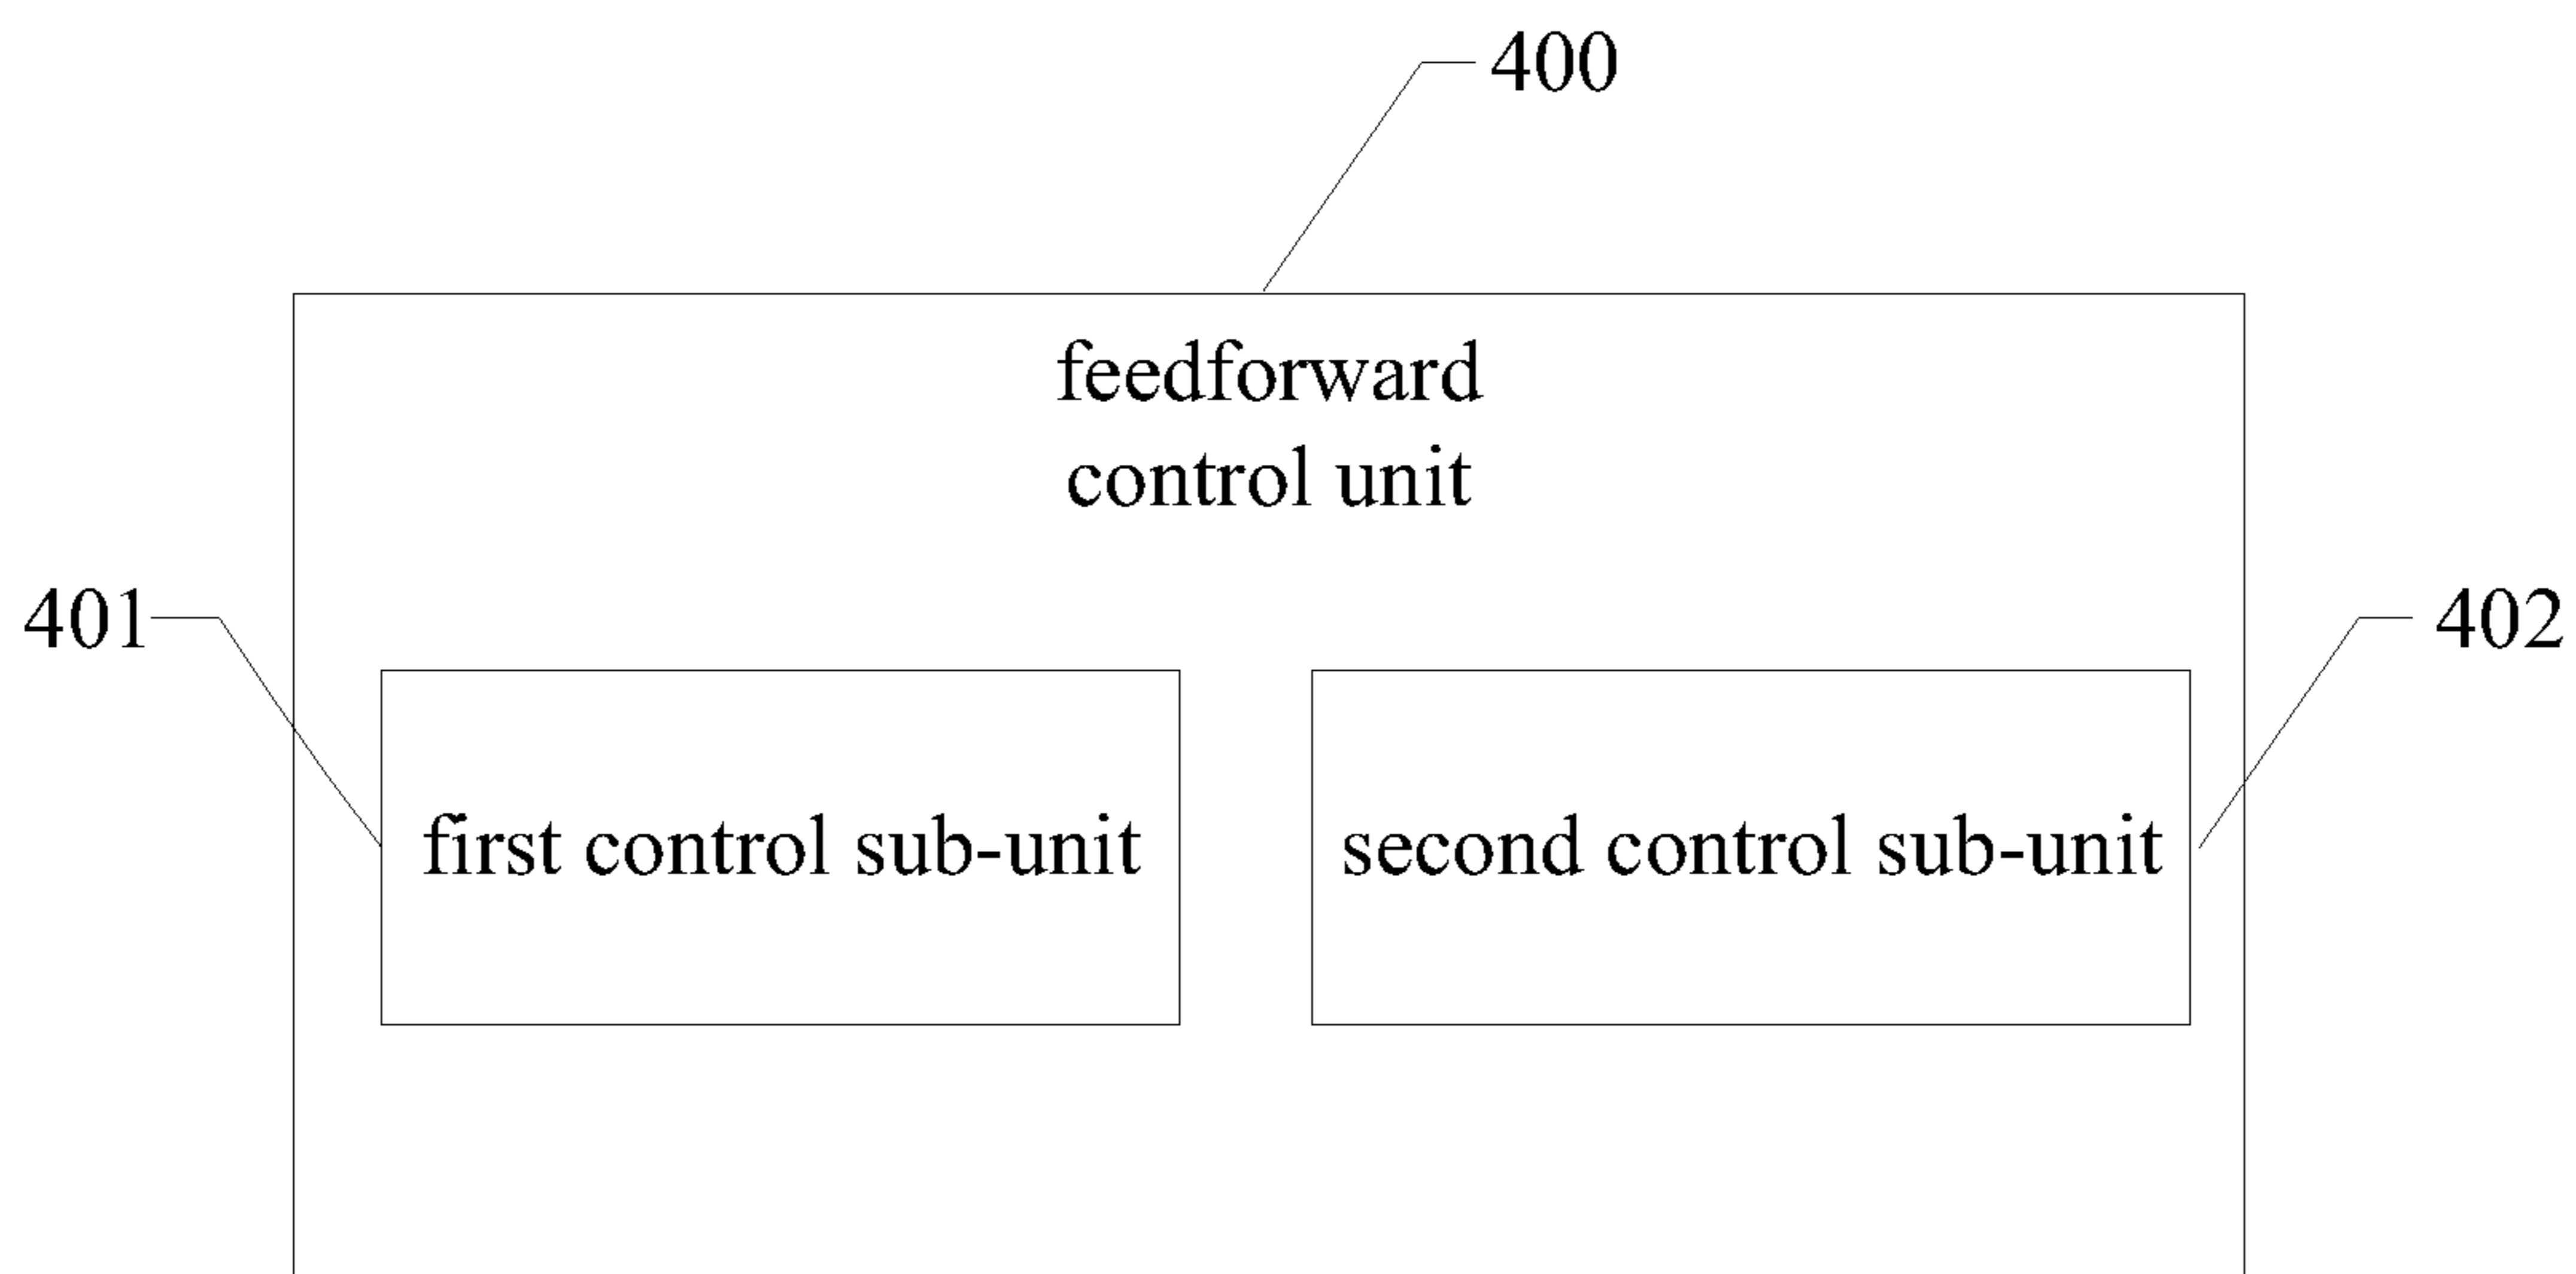 400
feedforward
control unit
401
402
first control sub-unit
second control sub-unit